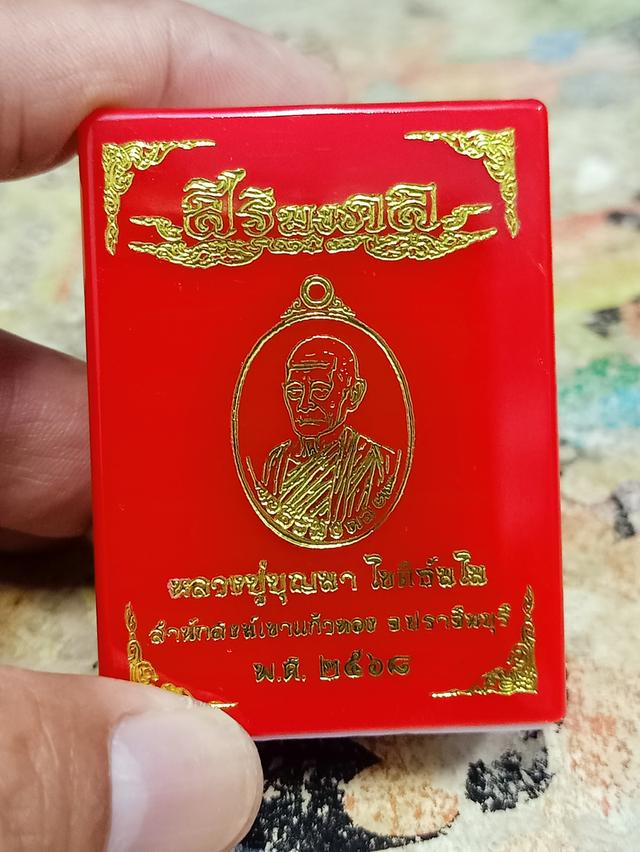 สิริมงคล
หลวงปู่บุญมา โชติธัมโม
สำนักสงฆ์เขาแก้วทอง จ.ปราจีนบุรี
พ.ศ. ๒๕๖๘